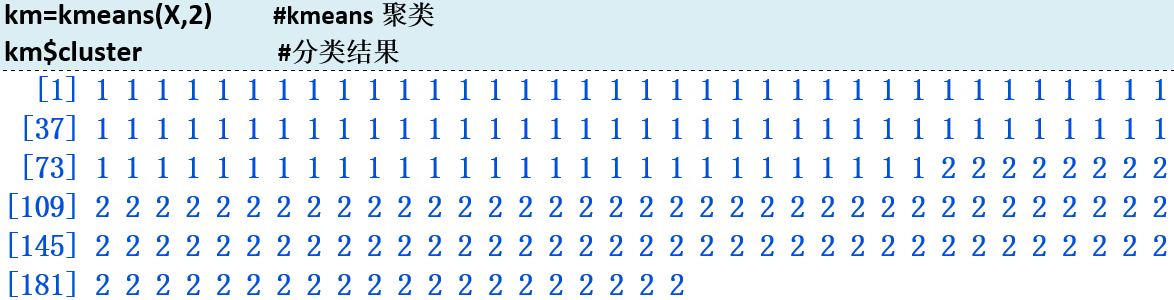 km=kmeans(X,2) #kmeans 聚类
km$cluster #分类结果
[1] 1 1 1 1 1 1 1 1 1 1 1 1 1 1 1 1 1 1 1 1 1 1 1 1 1 1 1 1 1 1 1 1 1 1 1 1
[37] 1 1 1 1 1 1 1 1 1 1 1 1 1 1 1 1 1 1 1 1 1 1 1 1 1 1 1 1 1 1 1 1 1 1 1 1
[73] 1 1 1 1 1 1 1 1 1 1 1 1 1 1 1 1 1 1 1 1 1 1 1 1 1 1 1 1 2 2 2 2 2 2 2 2
[109] 2 2 2 2 2 2 2 2 2 2 2 2 2 2 2 2 2 2 2 2 2 2 2 2 2 2 2 2 2 2 2 2 2 2 2 2
[145] 2 2 2 2 2 2 2 2 2 2 2 2 2 2 2 2 2 2 2 2 2 2 2 2 2 2 2 2 2 2 2 2 2 2 2 2
[181] 2 2 2 2 2 2 2 2 2 2 2 2 2 2 2 2 2 2 2 2